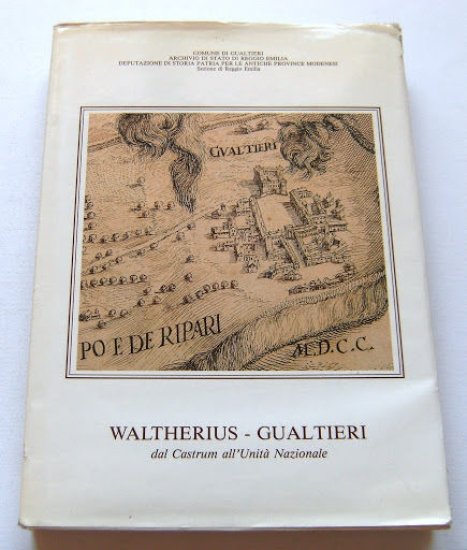 COMUNE DI GUALTIERI
ARCHIVIO DI STATO DI REGGIO EMILIA
DEPUTAZIONE DI STORIA PATRIA PER LE ANTICHE PROVINCE MODENESI
Sezione di Reggio Emilia
GVALTIERI
PO E DE RIPARI
M.D.C.C.
WALTHERIUS - GUALTIERI
dal Castrum all'Unità Nazionale